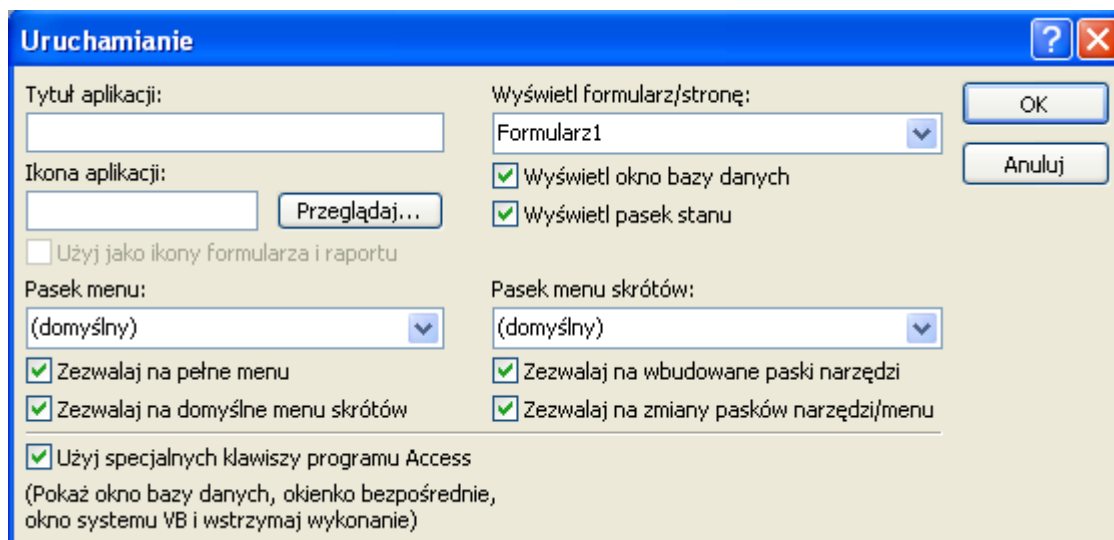 Uruchamianie
Tytuł aplikacji:
Wyświetl formularz/stronę:
OK
Formularz1
Ikona aplikacji:
Wyświetl okno bazy danych
Anuluj
Przeglądaj...
Wyświetl pasek stanu
Użyj jako ikony formularza i raportu
Pasek menu:
Pasek menu skrótów:
(domyślny)
(domyślny)
Zezwalaj na pełne menu
Zezwalaj na wbudowane paski narzędzi
Zezwalaj na domyślne menu skrótów
Zezwalaj na zmiany pasków narzędzi/menu
Użyj specjalnych klawiszy programu Access
(Pokaż okno bazy danych, okienko bezpośrednie,
okno systemu VB i wstrzymaj wykonanie)